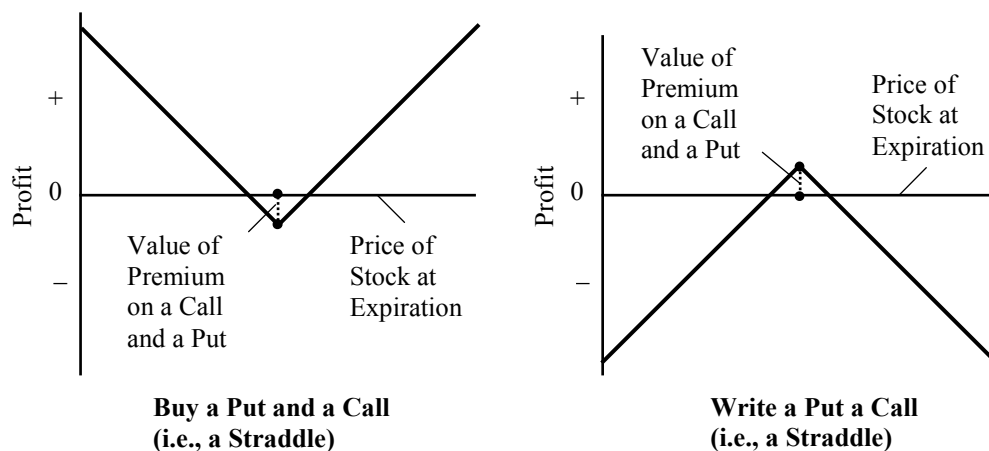 +
Profit
0
–
Value of
Premium
on a Call
and a Put
Price of
Stock at
Expiration
Buy a Put and a Call
(i.e., a Straddle)
Value of
Premium
on a Call
and a Put
Price of
Stock at
Expiration
+
Profit
0
–
Write a Put a Call
(i.e., a Straddle)